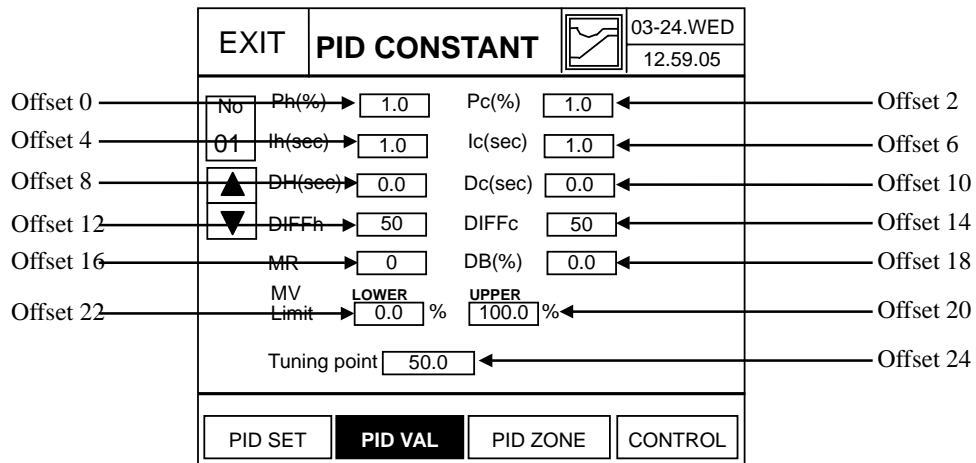 EXIT PID CONSTANT 03-24.WED
12.59.05
Offset 0 No Ph(%) 1.0 Pc(%) 1.0 Offset 2
Offset 4 01 Ih(sec) 1.0 Ic(sec) 1.0 Offset 6
Offset 8 DH(sec) 0.0 Dc(sec) 0.0 Offset 10
Offset 12 DIFFh 50 DIFFc 50 Offset 14
Offset 16 MR 0 DB(%) 0.0 Offset 18
MV LOWER UPPER
Offset 22 Limit 0.0 % 100.0 % Offset 20
Tuning point 50.0 Offset 24
PID SET PID VAL PID ZONE CONTROL